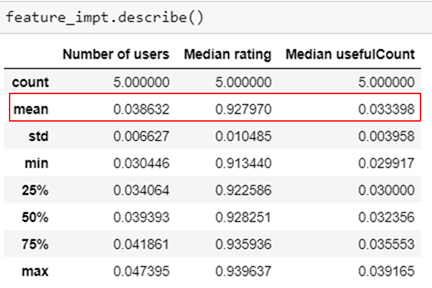 feature_impt.describe()
Number of users Median rating Median usefulCount
count 5.000000 5.000000 5.000000
mean 0.038632 0.927970 0.033398
std 0.006627 0.010485 0.003958
min 0.030446 0.913440 0.029917
25% 0.034064 0.922586 0.030000
50% 0.039393 0.928251 0.032356
75% 0.041861 0.935936 0.035553
max 0.047395 0.939637 0.039165